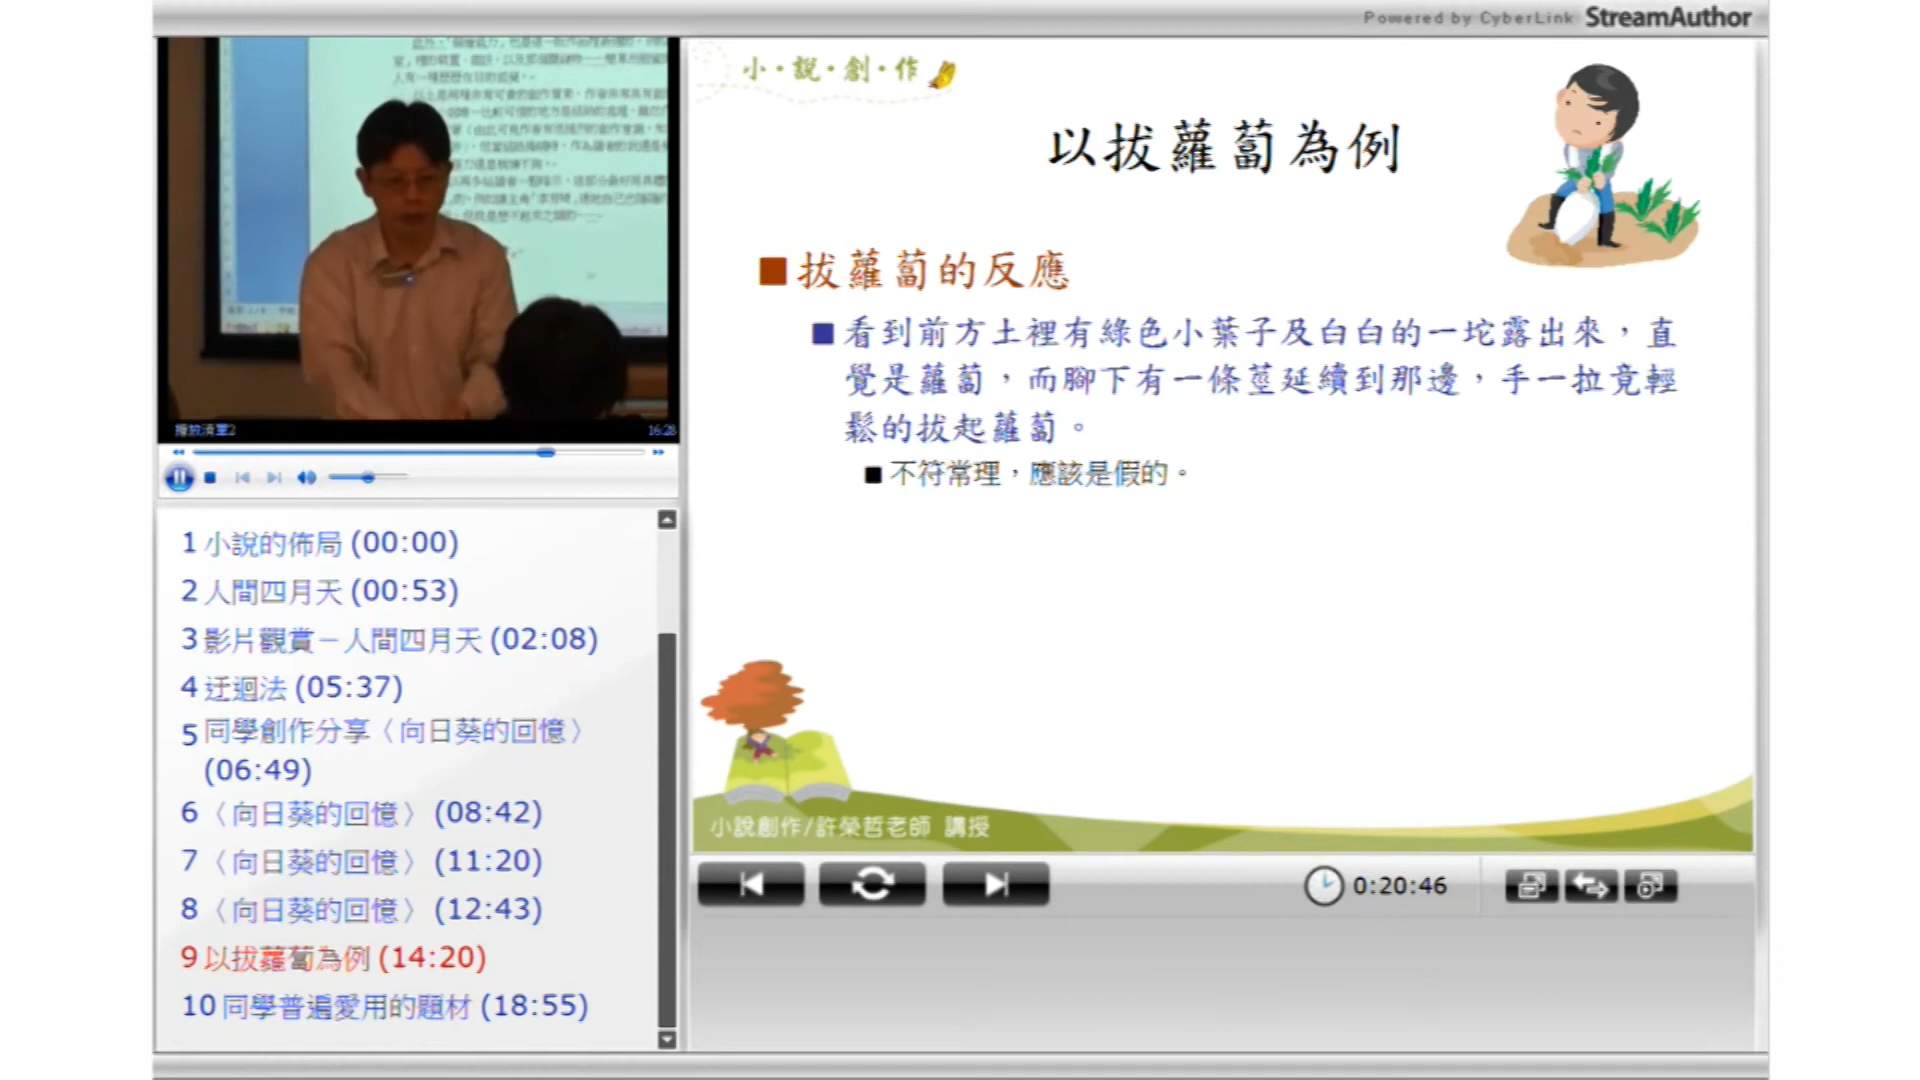 Powered by CyberLink StreamAuthor
播放清單2
16:28
1 小說的佈局 (00:00)
2 人間四月天 (00:53)
3 影片觀賞－人間四月天 (02:08)
4 迂迴法 (05:37)
5 同學創作分享〈向日葵的回憶〉
(06:49)
6 〈向日葵的回憶〉 (08:42)
7 〈向日葵的回憶〉 (11:20)
8 〈向日葵的回憶〉 (12:43)
9 以拔蘿蔔為例 (14:20)
10 同學普遍愛用的題材 (18:55)
小‧說‧創‧作
以拔蘿蔔為例
拔蘿蔔的反應
看到前方土裡有綠色小葉子及白白的一坨露出來，直
覺是蘿蔔，而腳下有一條莖延續到那邊，手一拉竟輕
鬆的拔起蘿蔔。
不符常理，應該是假的。
小說創作/許榮哲老師 講授
0:20:46